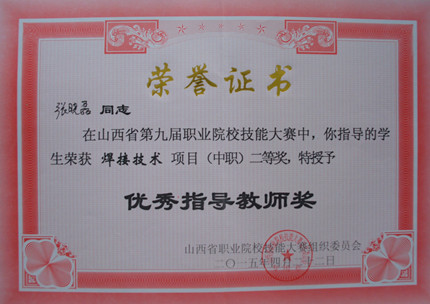 荣誉证书
张晓磊 同志
在山西省第九届职业院校技能大赛中，你指导的学
生荣获 焊接技术 项目（中职）二等奖，特授予
优秀指导教师奖
山西省职业院校技能大赛组织委员会
二〇一五年四月二十二日